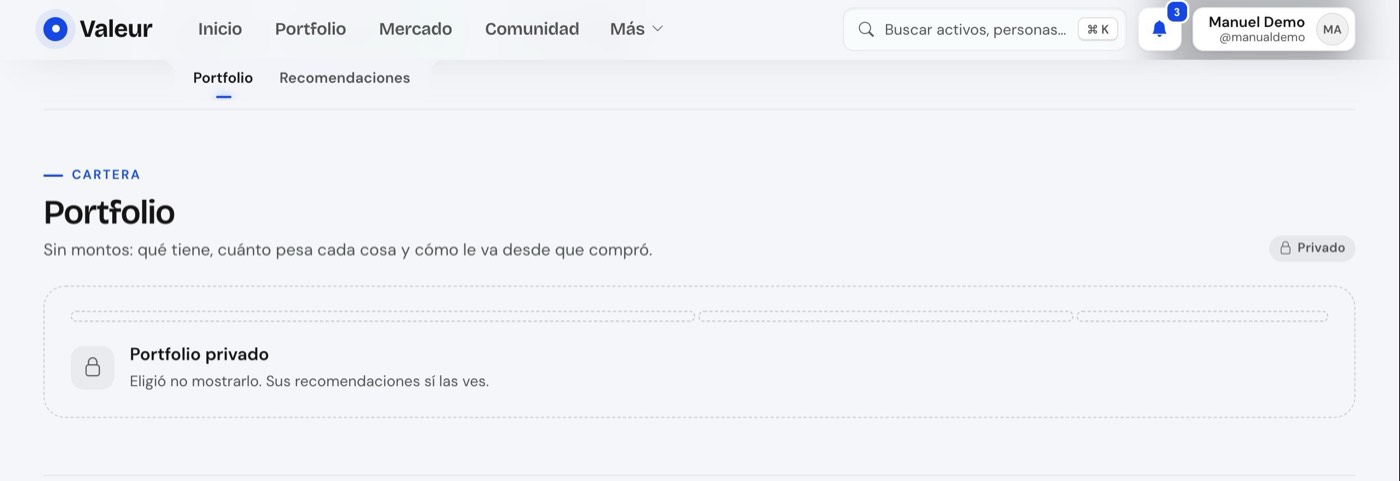 Valeur
Inicio
Portfolio
Mercado
Comunidad
Más
Buscar activos, personas...
⌘ K
3
Manuel Demo
@manualdemo
MA
Portfolio
Recomendaciones
CARTERA
Portfolio
Sin montos: qué tiene, cuánto pesa cada cosa y cómo le va desde que compró.
Privado
Portfolio privado
Eligió no mostrarlo. Sus recomendaciones sí las ves.